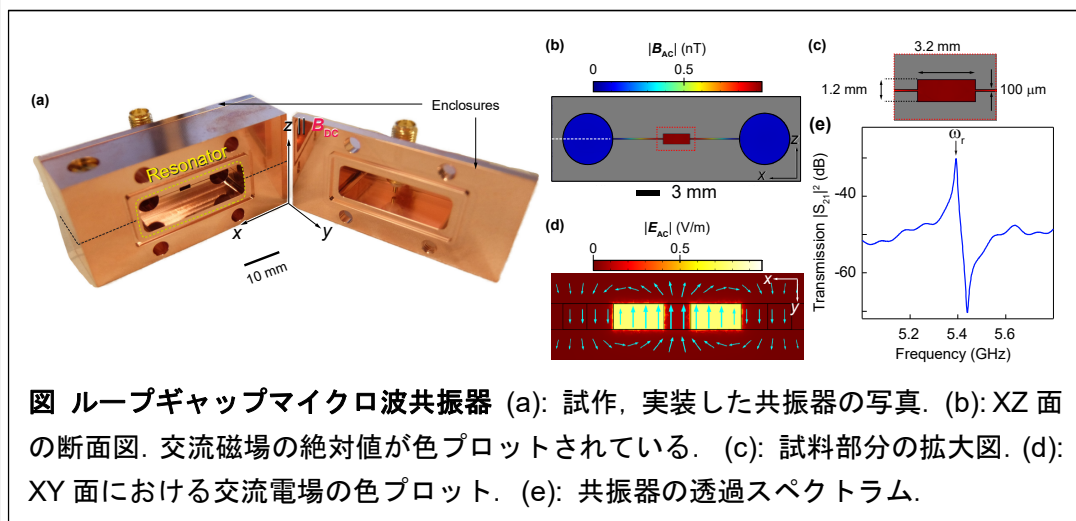 (a)
Enclosures
Resonator
z || B_DC
x
y
10 mm
(b)
|B_AC| (nT)
0 0.5
z
x
3 mm
(c)
3.2 mm
1.2 mm
100 μm
(d)
|E_AC| (V/m)
0 0.5
x
y
(e)
ω_r
Transmission |S_21|² (dB)
-40
-60
5.2 5.4 5.6
Frequency (GHz)
図 ループギャップマイクロ波共振器 (a): 試作, 実装した共振器の写真. (b): XZ 面
の断面図. 交流磁場の絶対値が色プロットされている. (c): 試料部分の拡大図. (d):
XY 面における交流電場の色プロット. (e): 共振器の透過スペクトラム.